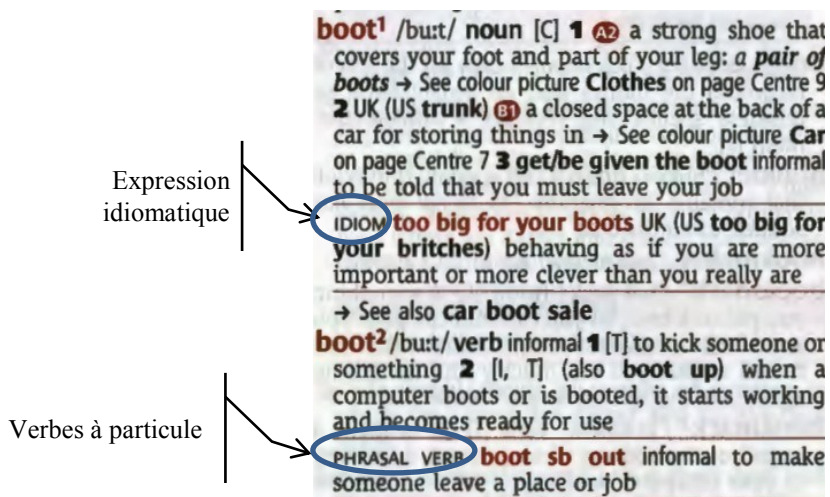 boot¹ /buːt/ noun [C] 1 A2 a strong shoe that
covers your foot and part of your leg: a pair of
boots → See colour picture Clothes on page Centre 9
2 UK (US trunk) B1 a closed space at the back of a
car for storing things in → See colour picture Car
on page Centre 7 3 get/be given the boot informal
to be told that you must leave your job
Expression
idiomatique
IDIOM too big for your boots UK (US too big for
your britches) behaving as if you are more
important or more clever than you really are
→ See also car boot sale
boot² /buːt/ verb informal 1 [T] to kick someone or
something 2 [I, T] (also boot up) when a
computer boots or is booted, it starts working
and becomes ready for use
Verbes à particule
PHRASAL VERB boot sb out informal to make
someone leave a place or job